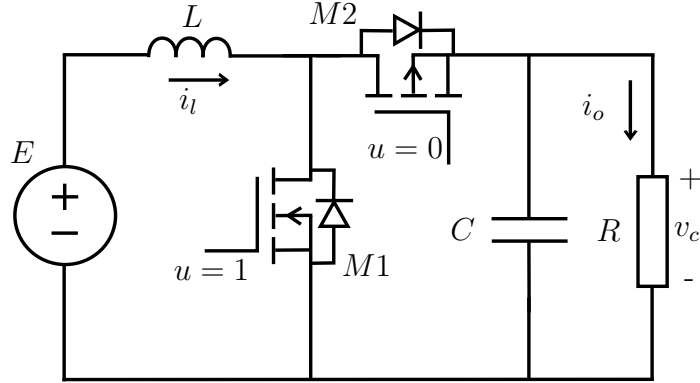 M2
L
i_l
i_o
E
u = 0
+
C
R
v_c
u = 1
M1
-